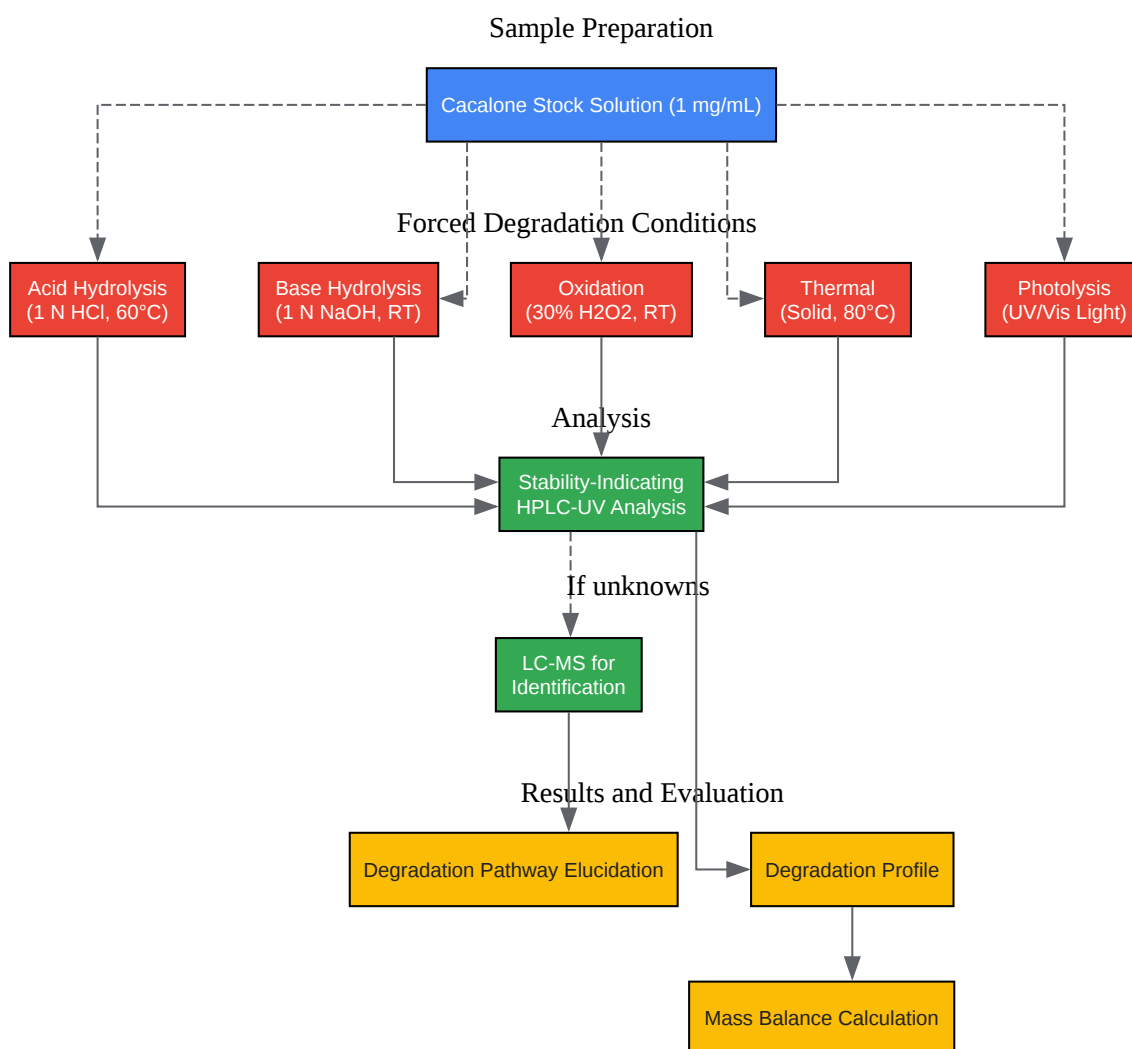 Sample Preparation
Cacalone Stock Solution (1 mg/mL)
Forced Degradation Conditions
Acid Hydrolysis
(1 N HCl, 60°C)
Base Hydrolysis
(1 N NaOH, RT)
Oxidation
(30% H2O2, RT)
Thermal
(Solid, 80°C)
Photolysis
(UV/Vis Light)
Analysis
Stability-Indicating
HPLC-UV Analysis
If unknowns
LC-MS for
Identification
Results and Evaluation
Degradation Pathway Elucidation
Degradation Profile
Mass Balance Calculation